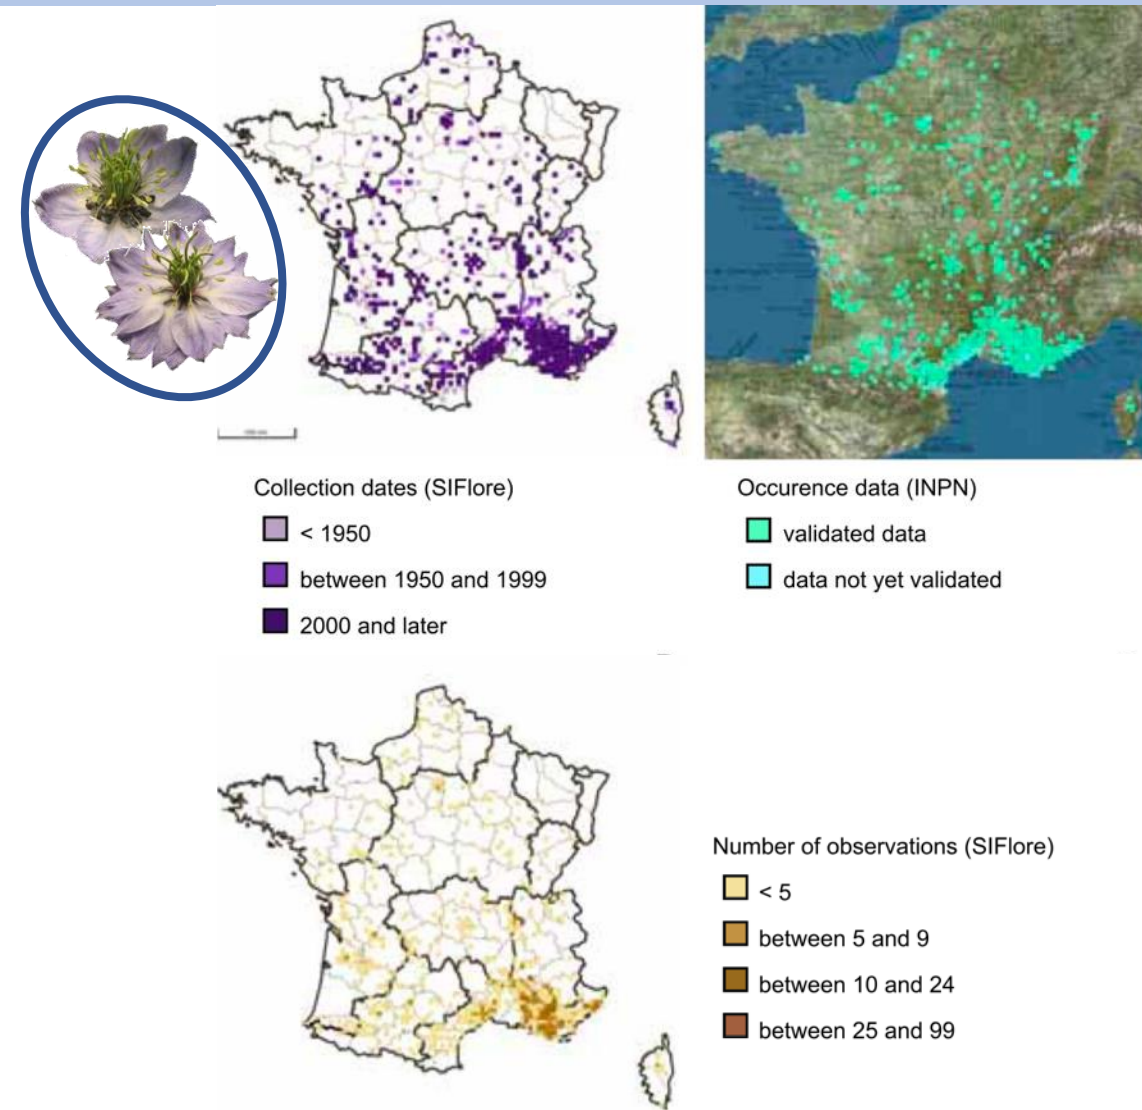 Collection dates (SIFlore)
< 1950
between 1950 and 1999
2000 and later
Occurence data (INPN)
validated data
data not yet validated
Number of observations (SIFlore)
< 5
between 5 and 9
between 10 and 24
between 25 and 99